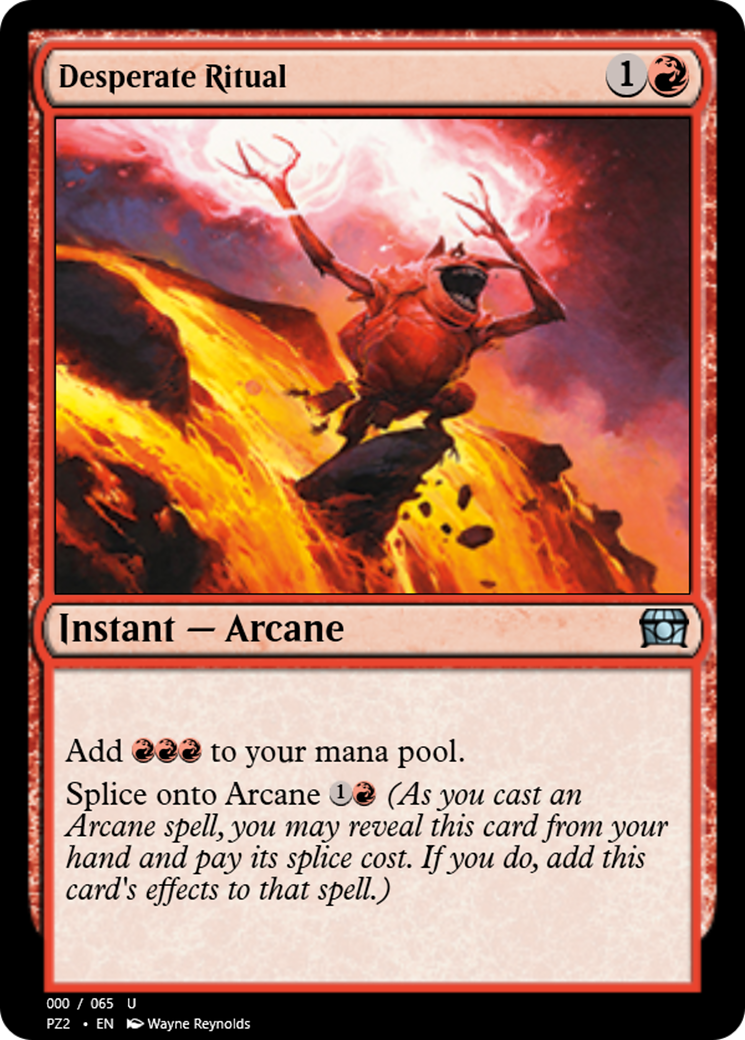 Desperate Ritual 1
Instant — Arcane
Add to your mana pool.
Splice onto Arcane 1 (As you cast an
Arcane spell, you may reveal this card from your
hand and pay its splice cost. If you do, add this
card's effects to that spell.)
000 / 065 U
PZ2 • EN Wayne Reynolds